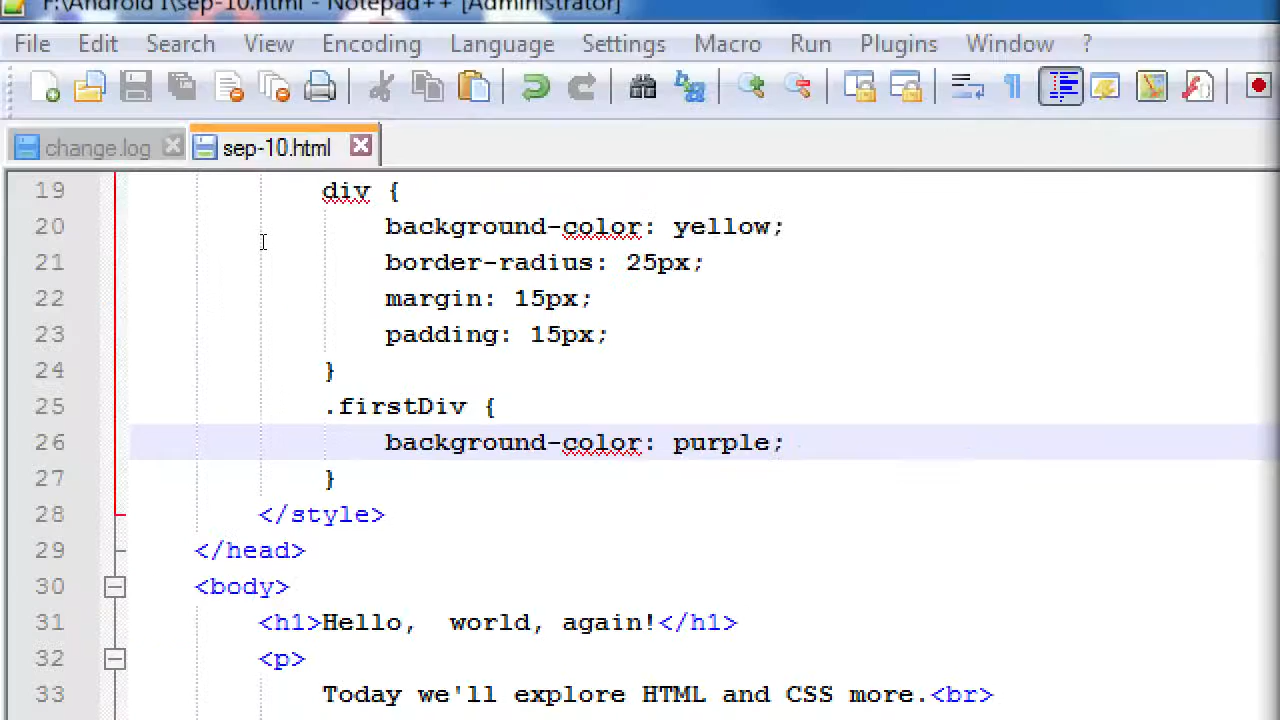 F:\Android I\sep-10.html - Notepad++ [Administrator]
File Edit Search View Encoding Language Settings Macro Run Plugins Window ?
change.log sep-10.html
19 div {
20 background-color: yellow;
21 border-radius: 25px;
22 margin: 15px;
23 padding: 15px;
24 }
25 .firstDiv {
26 background-color: purple;
27 }
28 </style>
29 </head>
30 <body>
31 <h1>Hello,  world, again!</h1>
32 <p>
33 Today we'll explore HTML and CSS more.<br>